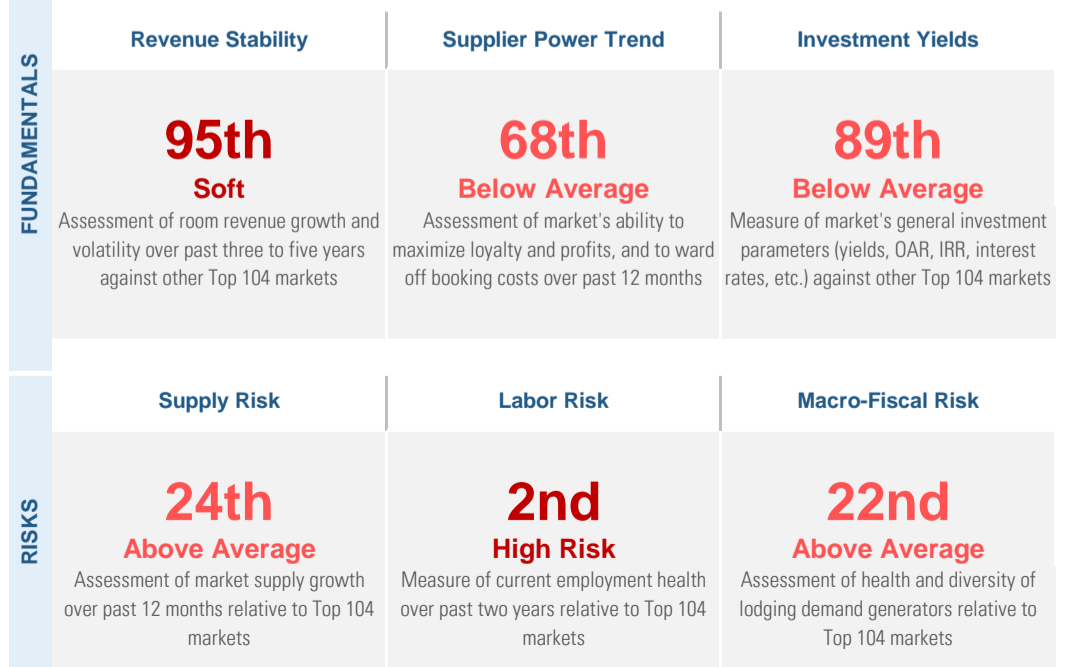 FUNDAMENTALS
Revenue Stability
95th
Soft
Assessment of room revenue growth and
volatility over past three to five years
against other Top 104 markets
Supplier Power Trend
68th
Below Average
Assessment of market's ability to
maximize loyalty and profits, and to ward
off booking costs over past 12 months
Investment Yields
89th
Below Average
Measure of market's general investment
parameters (yields, OAR, IRR, interest
rates, etc.) against other Top 104 markets
RISKS
Supply Risk
24th
Above Average
Assessment of market supply growth
over past 12 months relative to Top 104
markets
Labor Risk
2nd
High Risk
Measure of current employment health
over past two years relative to Top 104
markets
Macro-Fiscal Risk
22nd
Above Average
Assessment of health and diversity of
lodging demand generators relative to
Top 104 markets